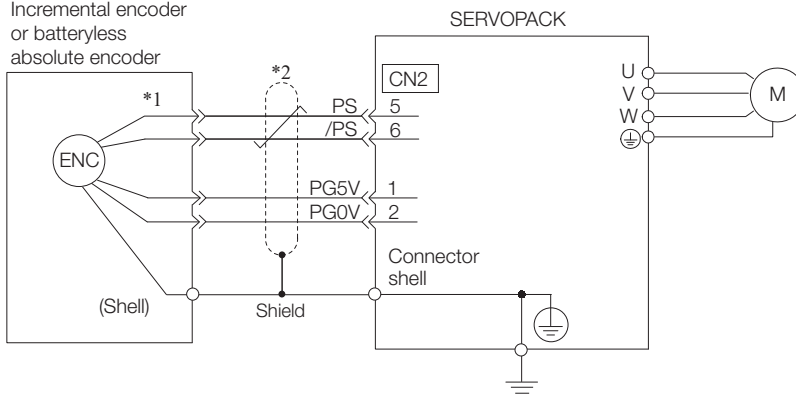 Incremental encoder
or batteryless
absolute encoder
SERVOPACK
*1
*2
CN2
PS 5
/PS 6
ENC
PG5V 1
PG0V 2
U
V
W
M
Connector
shell
(Shell)
Shield